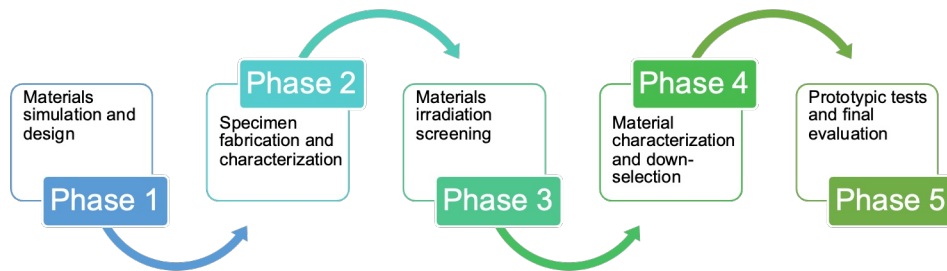 Materials
simulation and
design
Phase 1
Phase 2
Specimen
fabrication and
characterization
Materials
irradiation
screening
Phase 3
Phase 4
Material
characterization
and down-
selection
Prototypic tests
and final
evaluation
Phase 5